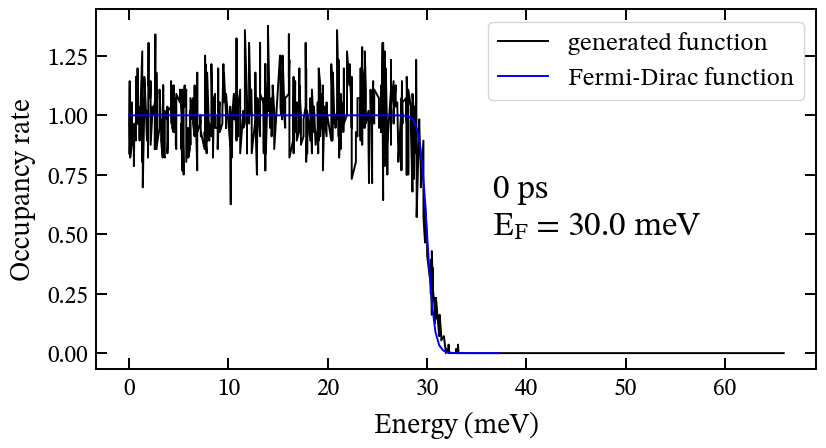 generated function
Fermi-Dirac function
0 ps
E_F = 30.0 meV
Occupancy rate
1.25
1.00
0.75
0.50
0.25
0.00
0 10 20 30 40 50 60
Energy (meV)